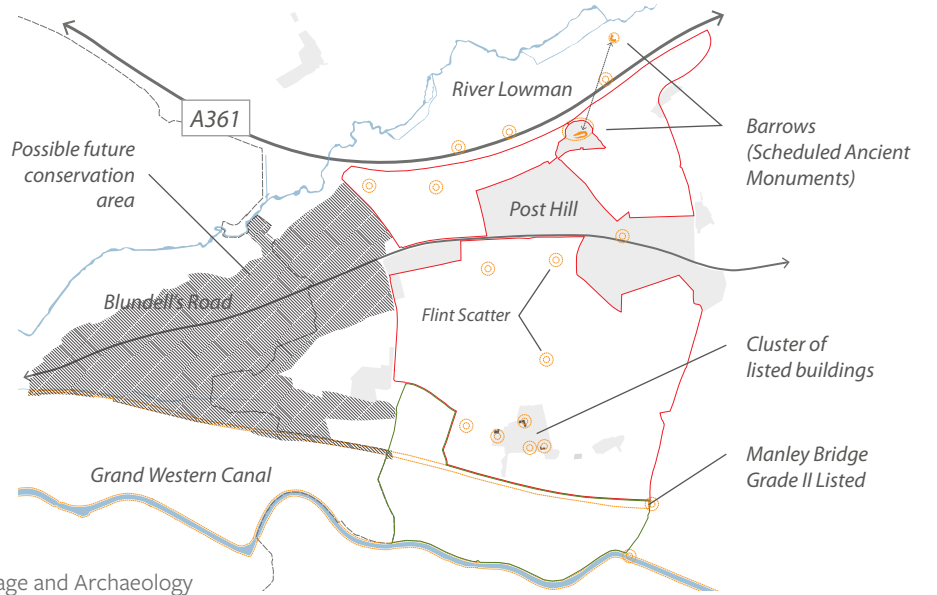 River Lowman
A361
Possible future
conservation
area
Barrows
(Scheduled Ancient
Monuments)
Post Hill
Blundell's Road
Flint Scatter
Cluster of
listed buildings
Manley Bridge
Grade II Listed
Grand Western Canal
age and Archaeology